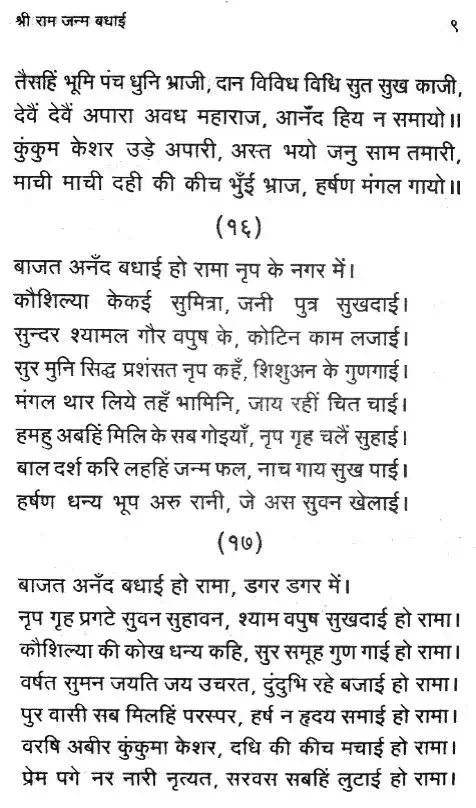 श्री राम जन्म बधाई ९
तैसहिं भूमि पंच धुनि भ्राजी, दान विविध विधि सुत सुख काजी,
देवैं देवैं अपारा अवध महाराज, आनँद हिय न समायो॥
कुंकुम केशर उड़े अपारी, अस्त भयो जनु साम तमारी,
माची माची दही की कीच भुँई भ्राज, हर्षण मंगल गायो॥
(१६)
बाजत अनँद बधाई हो रामा नृप के नगर में।
कौशिल्या केकई सुमित्रा, जनी पुत्र सुखदाई।
सुन्दर श्यामल गौर वपुष के, कोटिन काम लजाई।
सुर मुनि सिद्ध प्रशंसत नृप कहँ, शिशुअन के गुणगाई।
मंगल थार लिये तहँ भामिनि, जाय रहीं चित चाई।
हमहु अबहिं मिलि के सब गोइयाँ, नृप गृह चलैं सुहाई।
बाल दर्श करि लहहिं जन्म फल, नाच गाय सुख पाई।
हर्षण धन्य भूप अरु रानी, जे अस सुवन खेलाई।
(१७)
बाजत अनँद बधाई हो रामा, डगर डगर में।
नृप गृह प्रगटे सुवन सुहावन, श्याम वपुष सुखदाई हो रामा।
कौशिल्या की कोख धन्य कहि, सुर समूह गुण गाई हो रामा।
वर्षत सुमन जयति जय उचरत, दुंदुभि रहे बजाई हो रामा।
पुर वासी सब मिलहिं परस्पर, हर्ष न हृदय समाई हो रामा।
वरषि अबीर कुंकुमा केशर, दधि की कीच मचाई हो रामा।
प्रेम पगे नर नारी नृत्यत, सरवस सबहिं लुटाई हो रामा।